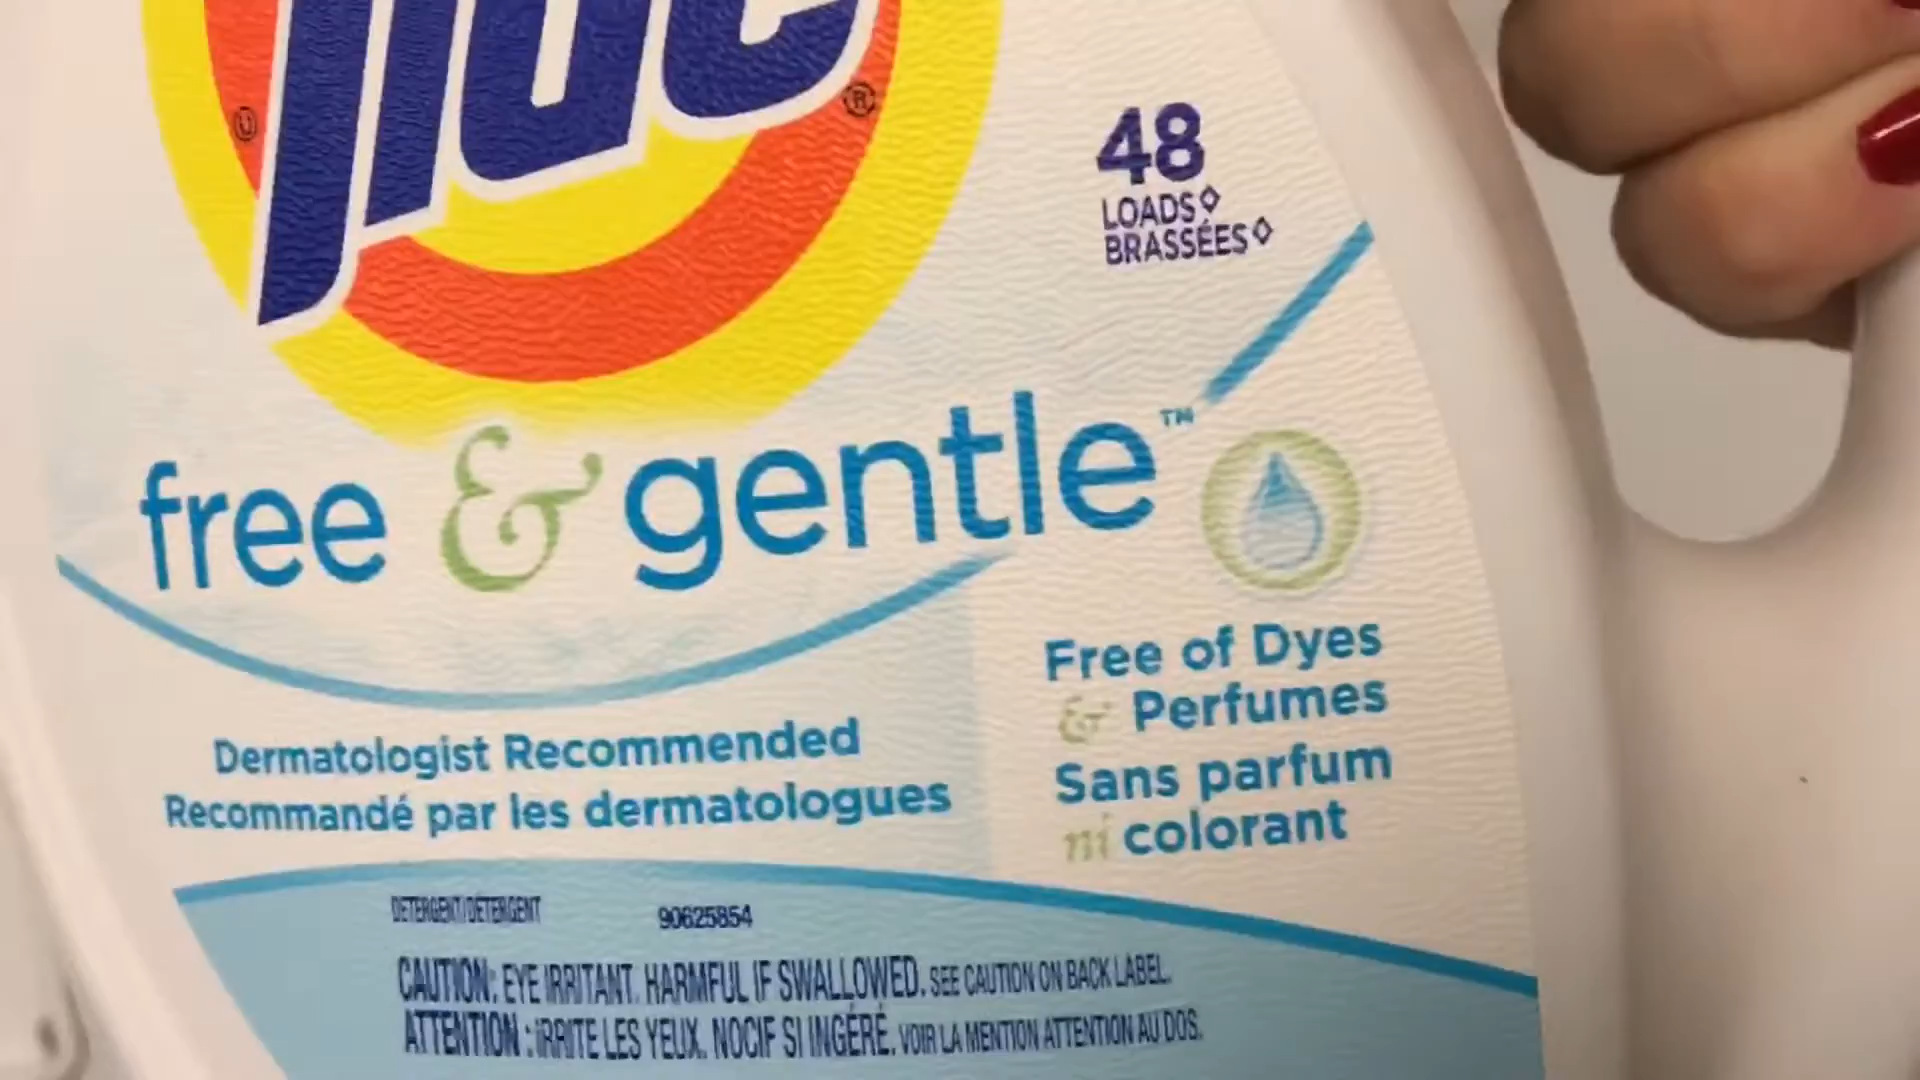 Tide
Ⓤ
®
48
LOADS◊
BRASSÉES◊
free & gentle™
Free of Dyes
& Perfumes
Sans parfum
ni colorant
Dermatologist Recommended
Recommandé par les dermatologues
DETERGENT/DÉTERGENT 90625854
CAUTION: EYE IRRITANT. HARMFUL IF SWALLOWED. SEE CAUTION ON BACK LABEL.
ATTENTION : IRRITE LES YEUX. NOCIF SI INGÉRÉ. VOIR LA MENTION ATTENTION AU DOS.